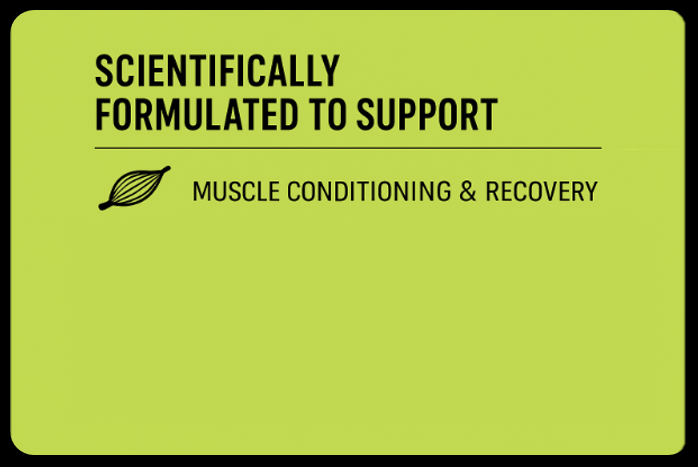 SCIENTIFICALLY
FORMULATED TO SUPPORT
MUSCLE CONDITIONING & RECOVERY